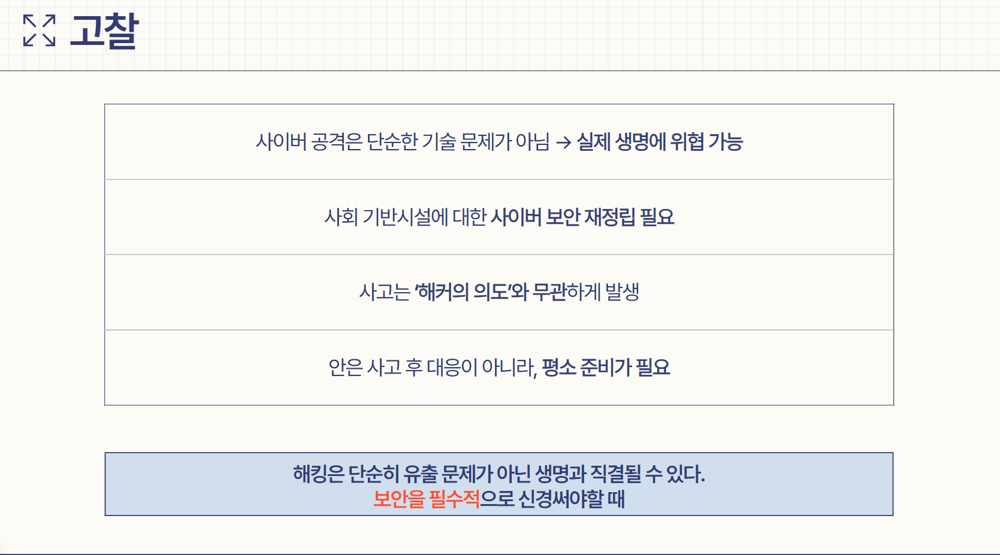 고찰
사이버 공격은 단순한 기술 문제가 아님 → 실제 생명에 위협 가능
사회 기반시설에 대한 사이버 보안 재정립 필요
사고는 ‘해커의 의도’와 무관하게 발생
안은 사고 후 대응이 아니라, 평소 준비가 필요
해킹은 단순히 유출 문제가 아닌 생명과 직결될 수 있다.
보안을 필수적으로 신경써야할 때